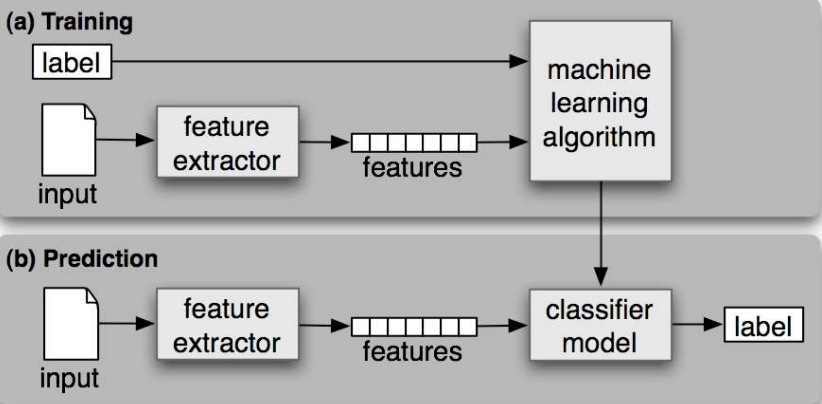 (a) Training
label
machine
learning
algorithm
feature
extractor
features
input
(b) Prediction
feature
extractor
features
input
classifier
model
label